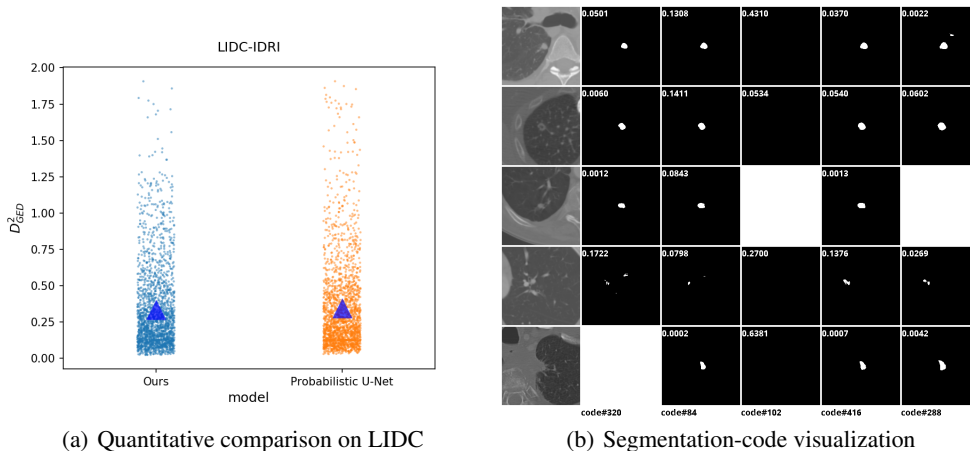 LIDC-IDRI
2.00
1.75
1.50
1.25
1.00
0.75
0.50
0.25
0.00
D²GED
Ours
Probabilistic U-Net
model
(a) Quantitative comparison on LIDC
0.0501 0.1308 0.4310 0.0370 0.0022
0.0060 0.1411 0.0534 0.0540 0.0602
0.0012 0.0843 0.0013
0.1722 0.0798 0.2700 0.1376 0.0269
0.0002 0.6381 0.0007 0.0042
code#320 code#84 code#102 code#416 code#288
(b) Segmentation-code visualization